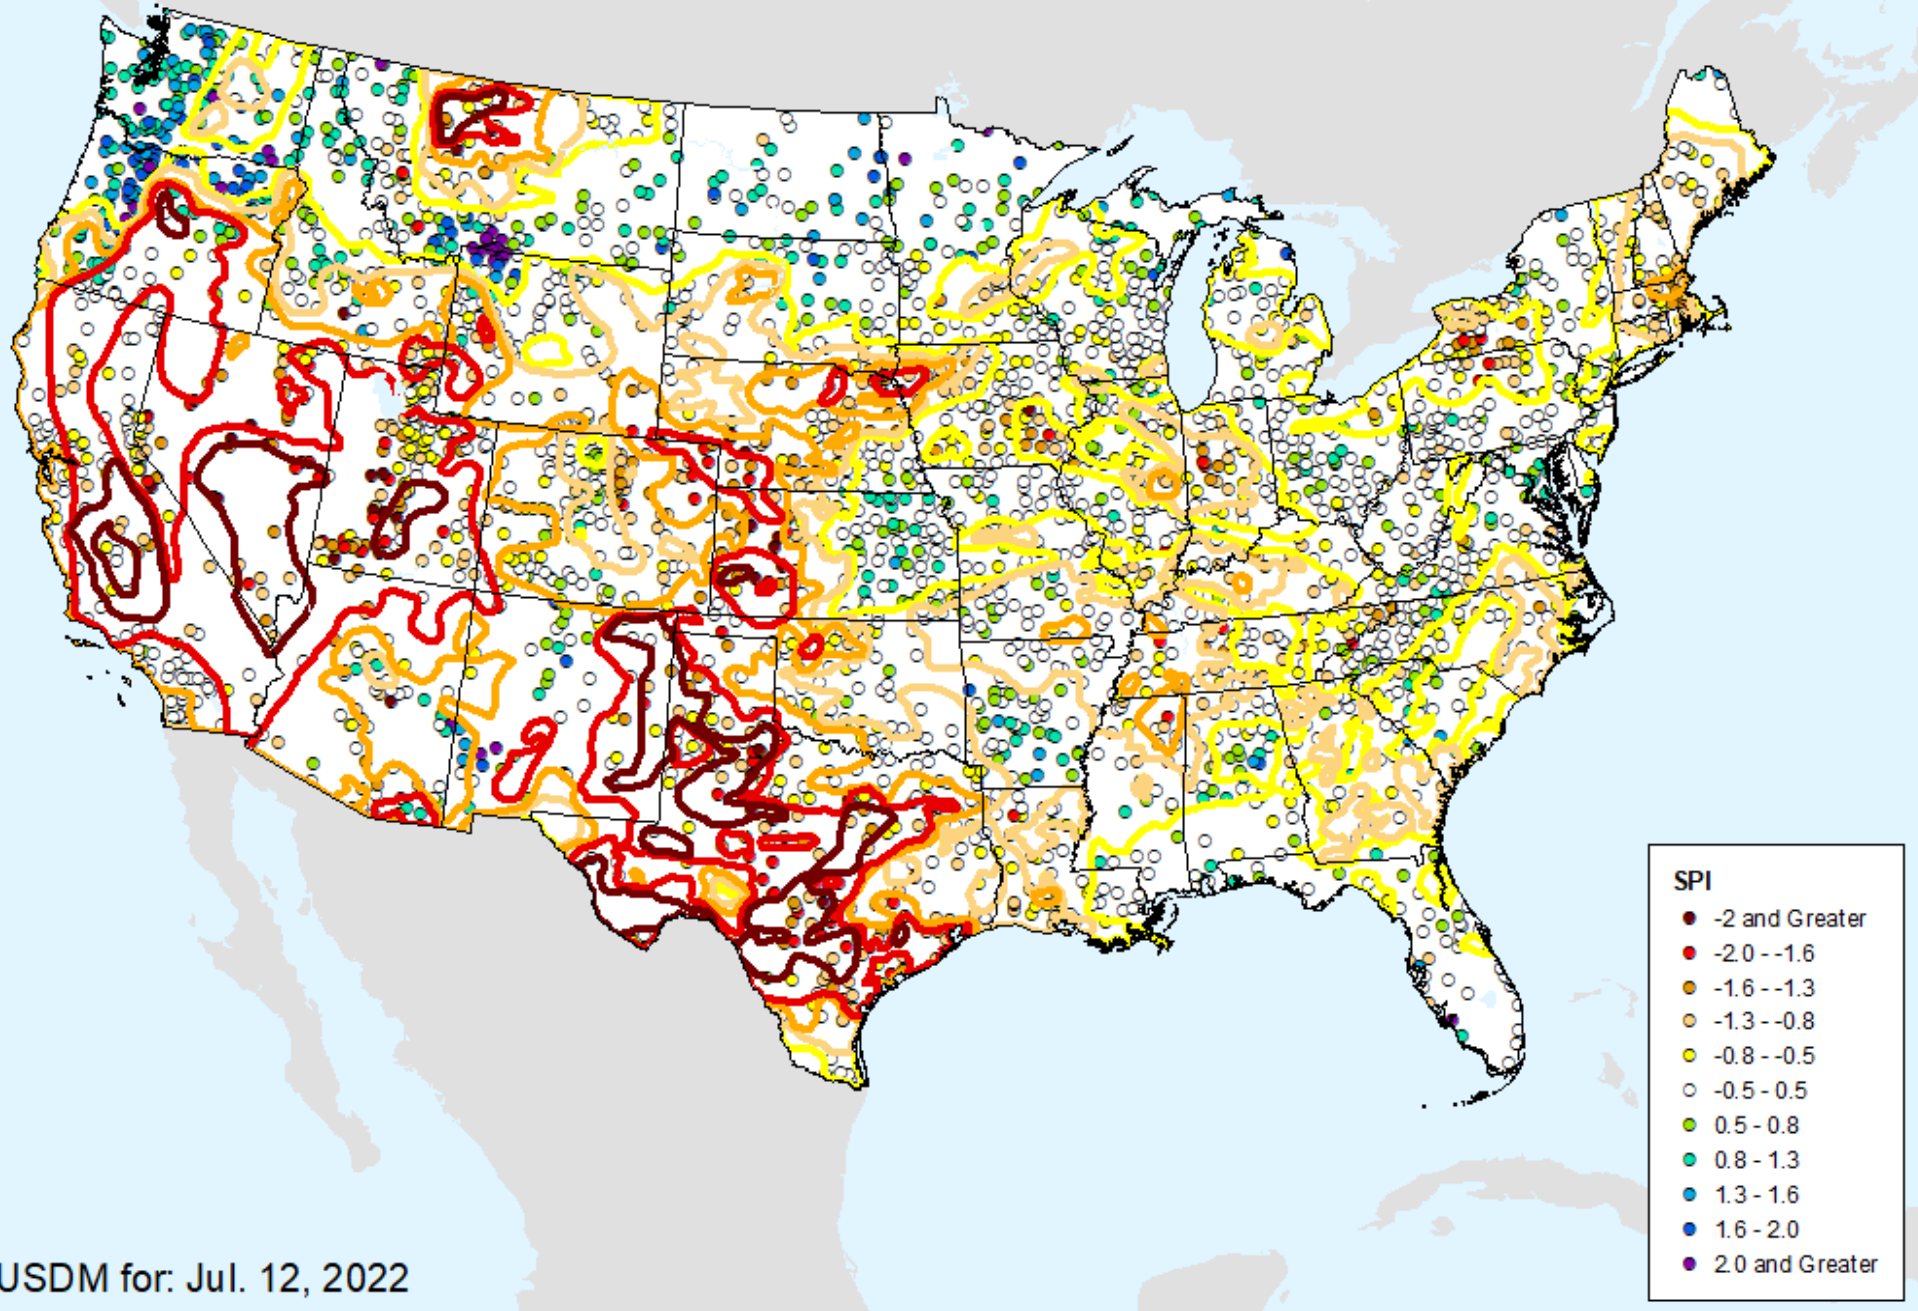 SPI
-2 and Greater
-2.0 - -1.6
-1.6 - -1.3
-1.3 - -0.8
-0.8 - -0.5
-0.5 - 0.5
0.5 - 0.8
0.8 - 1.3
1.3 - 1.6
1.6 - 2.0
2.0 and Greater
USDM for: Jul. 12, 2022